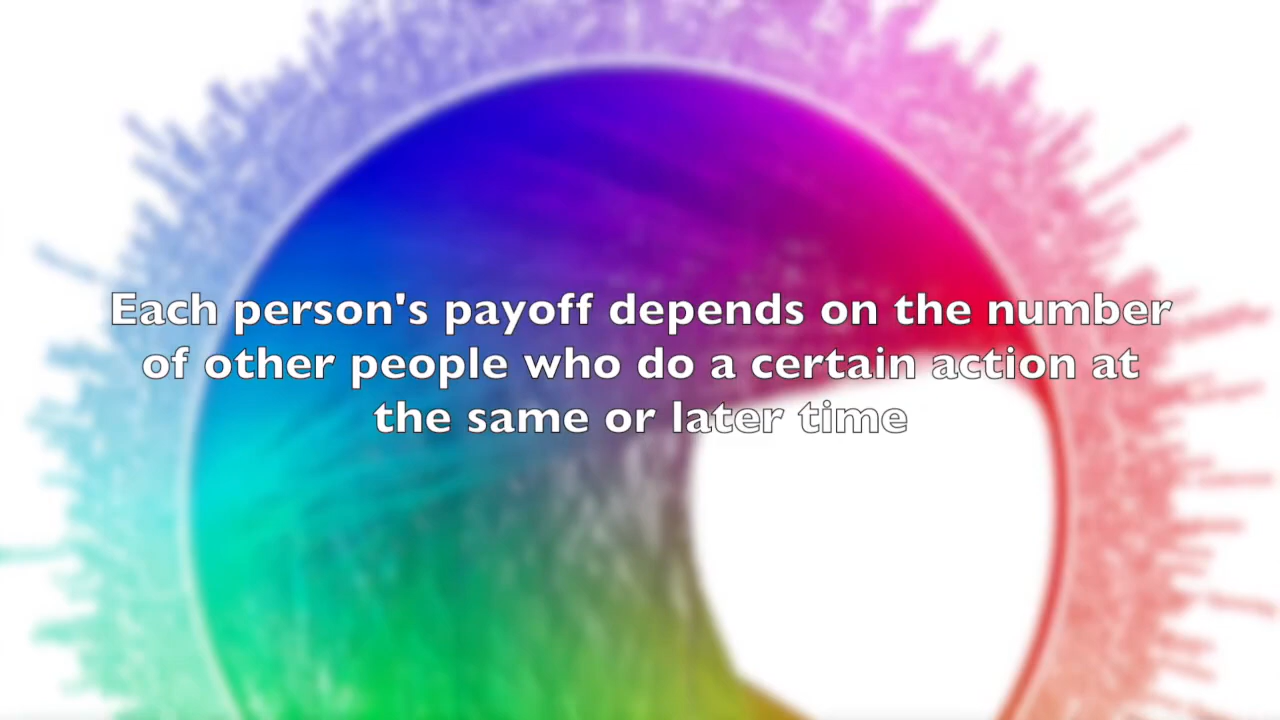 Each person's payoff depends on the number
of other people who do a certain action at
the same or later time